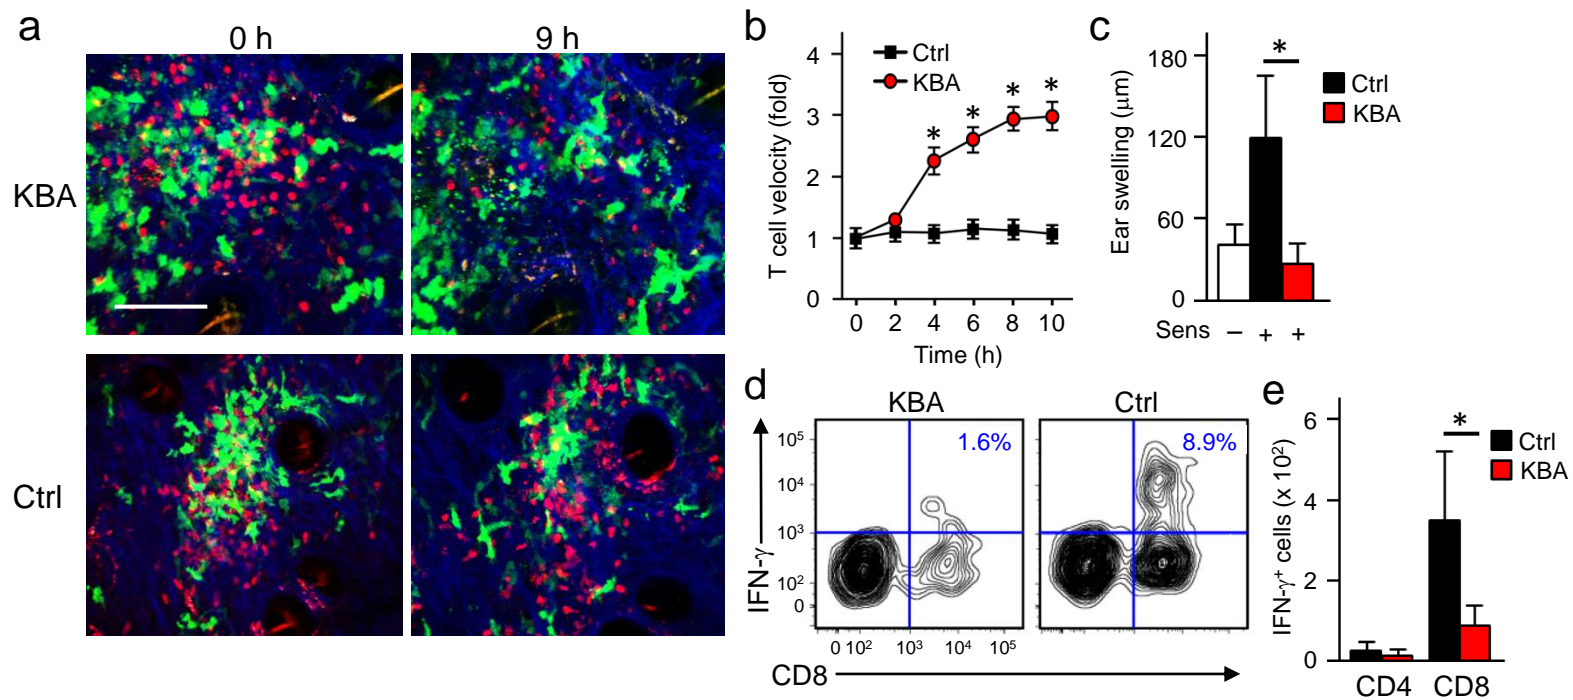 a
0 h
9 h
KBA
Ctrl
b
Ctrl
KBA
T cell velocity (fold)
4
3
2
1
0
* * * *
0 2 4 6 8 10
Time (h)
c
*
Ctrl
KBA
Ear swelling (μm)
180
120
60
0
Sens – + +
d
KBA
Ctrl
1.6%
8.9%
IFN-γ
10⁵
10⁴
10³
10²
0
0 10² 10³ 10⁴ 10⁵
CD8
e
*
Ctrl
KBA
IFN-γ⁺ cells (x 10²)
6
4
2
0
CD4 CD8